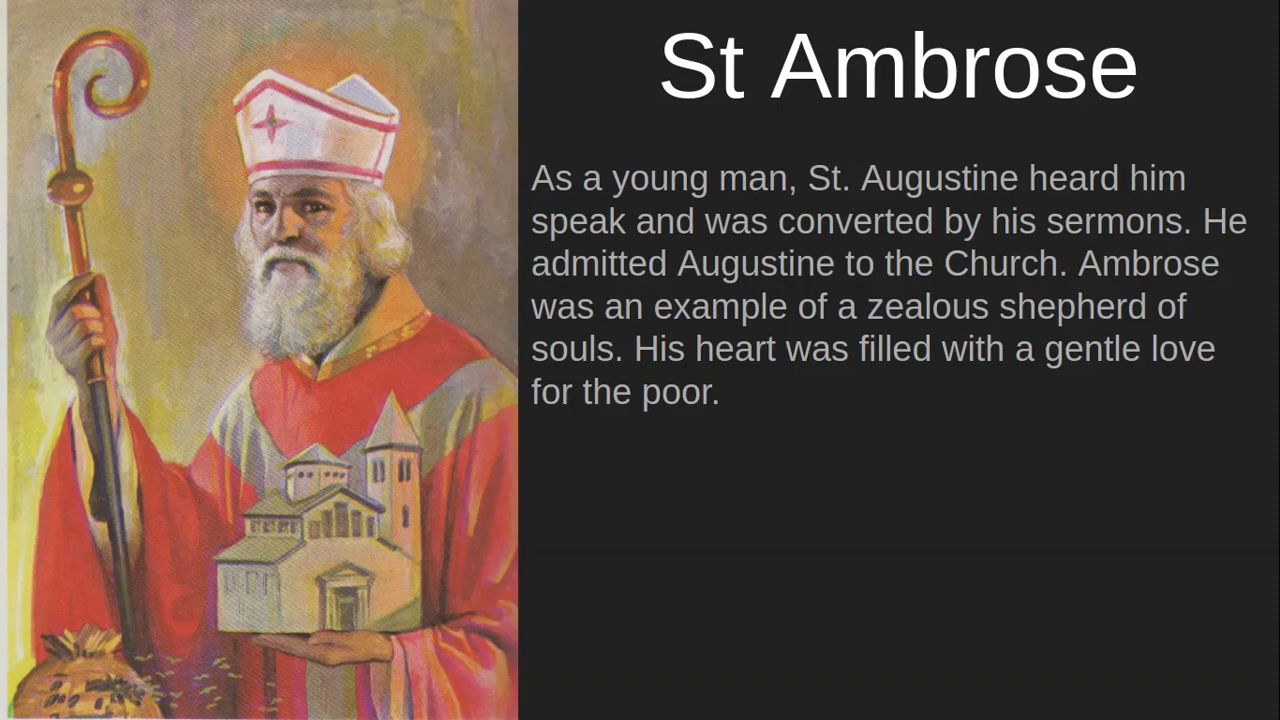 St Ambrose
As a young man, St. Augustine heard him
speak and was converted by his sermons. He
admitted Augustine to the Church. Ambrose
was an example of a zealous shepherd of
souls. His heart was filled with a gentle love
for the poor.